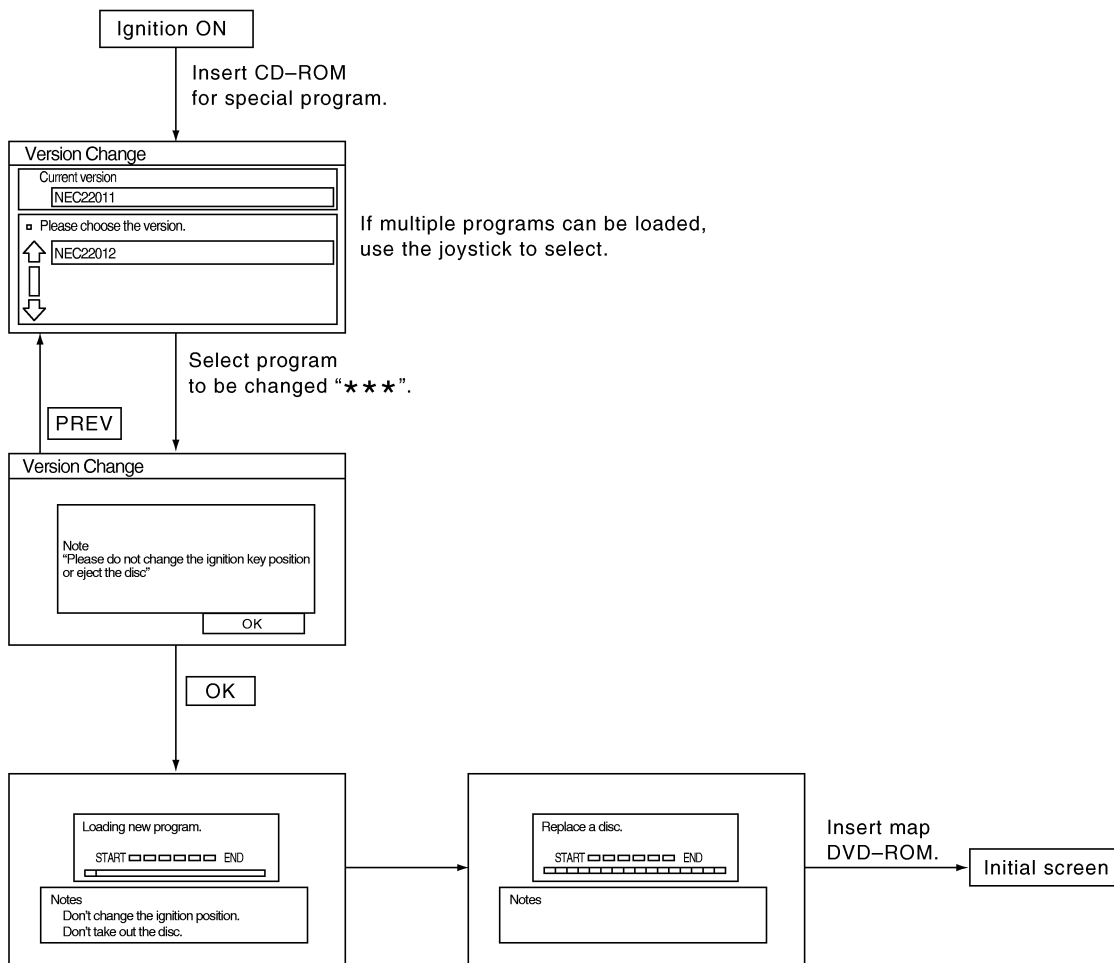 Ignition ON
Insert CD–ROM
for special program.
Version Change
Current version
NEC22011
Please choose the version.
NEC22012
If multiple programs can be loaded,
use the joystick to select.
Select program
to be changed “***”.
PREV
Version Change
Note
“Please do not change the ignition key position
or eject the disc”
OK
OK
Loading new program.
START END
Notes
Don't change the ignition position.
Don't take out the disc.
Replace a disc.
START END
Notes
Insert map
DVD–ROM.
Initial screen